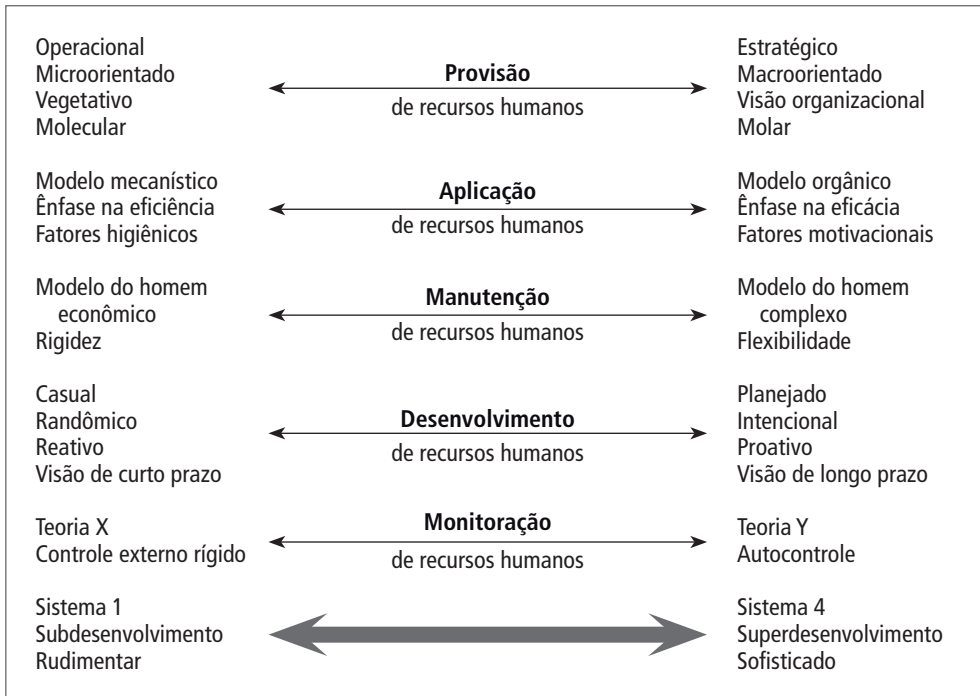 Operacional
Microorientado
Vegetativo
Molecular
Provisão
de recursos humanos
Estratégico
Macroorientado
Visão organizacional
Molar
Modelo mecanístico
Ênfase na eficiência
Fatores higiênicos
Aplicação
de recursos humanos
Modelo orgânico
Ênfase na eficácia
Fatores motivacionais
Modelo do homem
econômico
Rigidez
Manutenção
de recursos humanos
Modelo do homem
complexo
Flexibilidade
Casual
Randômico
Reativo
Visão de curto prazo
Desenvolvimento
de recursos humanos
Planejado
Intencional
Proativo
Visão de longo prazo
Teoria X
Controle externo rígido
Monitoração
de recursos humanos
Teoria Y
Autocontrole
Sistema 1
Subdesenvolvimento
Rudimentar
Sistema 4
Superdesenvolvimento
Sofisticado